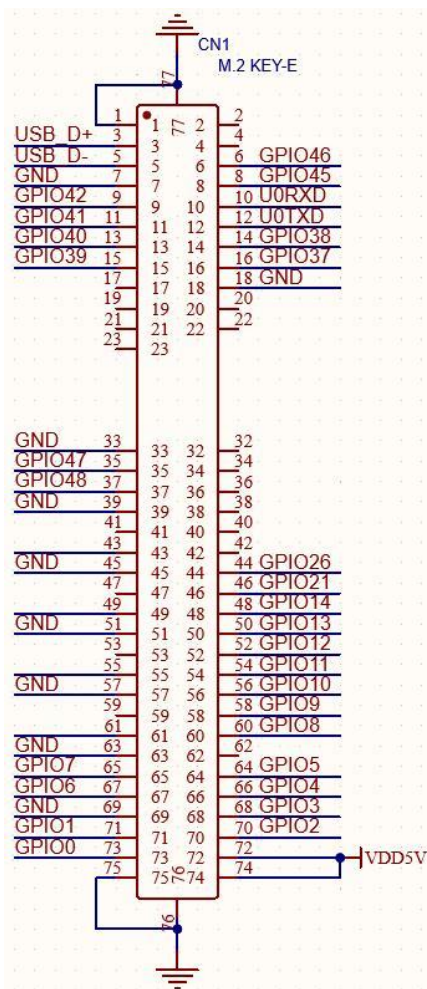 CN1
M.2 KEY-E
77
1 1 77 2 2
USB_D+ 3 3 4 4
USB_D- 5 5 6 6 GPIO46
GND 7 7 8 8 GPIO45
GPIO42 9 9 10 10 U0RXD
GPIO41 11 11 12 12 U0TXD
GPIO40 13 13 14 14 GPIO38
GPIO39 15 15 16 16 GPIO37
17 17 18 18 GND
19 19 20 20
21 21 22 22
23 23
GND 33 33 32 32
GPIO47 35 35 34 34
GPIO48 37 37 36 36
GND 39 39 38 38
41 41 40 40
43 43 42 42
GND 45 45 44 44 GPIO26
47 47 46 46 GPIO21
49 49 48 48 GPIO14
GND 51 51 50 50 GPIO13
53 53 52 52 GPIO12
55 55 54 54 GPIO11
GND 57 57 56 56 GPIO10
59 59 58 58 GPIO9
61 61 60 60 GPIO8
GND 63 63 62 62
GPIO7 65 65 64 64 GPIO5
GPIO6 67 67 66 66 GPIO4
GND 69 69 68 68 GPIO3
GPIO1 71 71 70 70 GPIO2
GPIO0 73 73 72 72 VDD5V
75 75 76 74 74
76